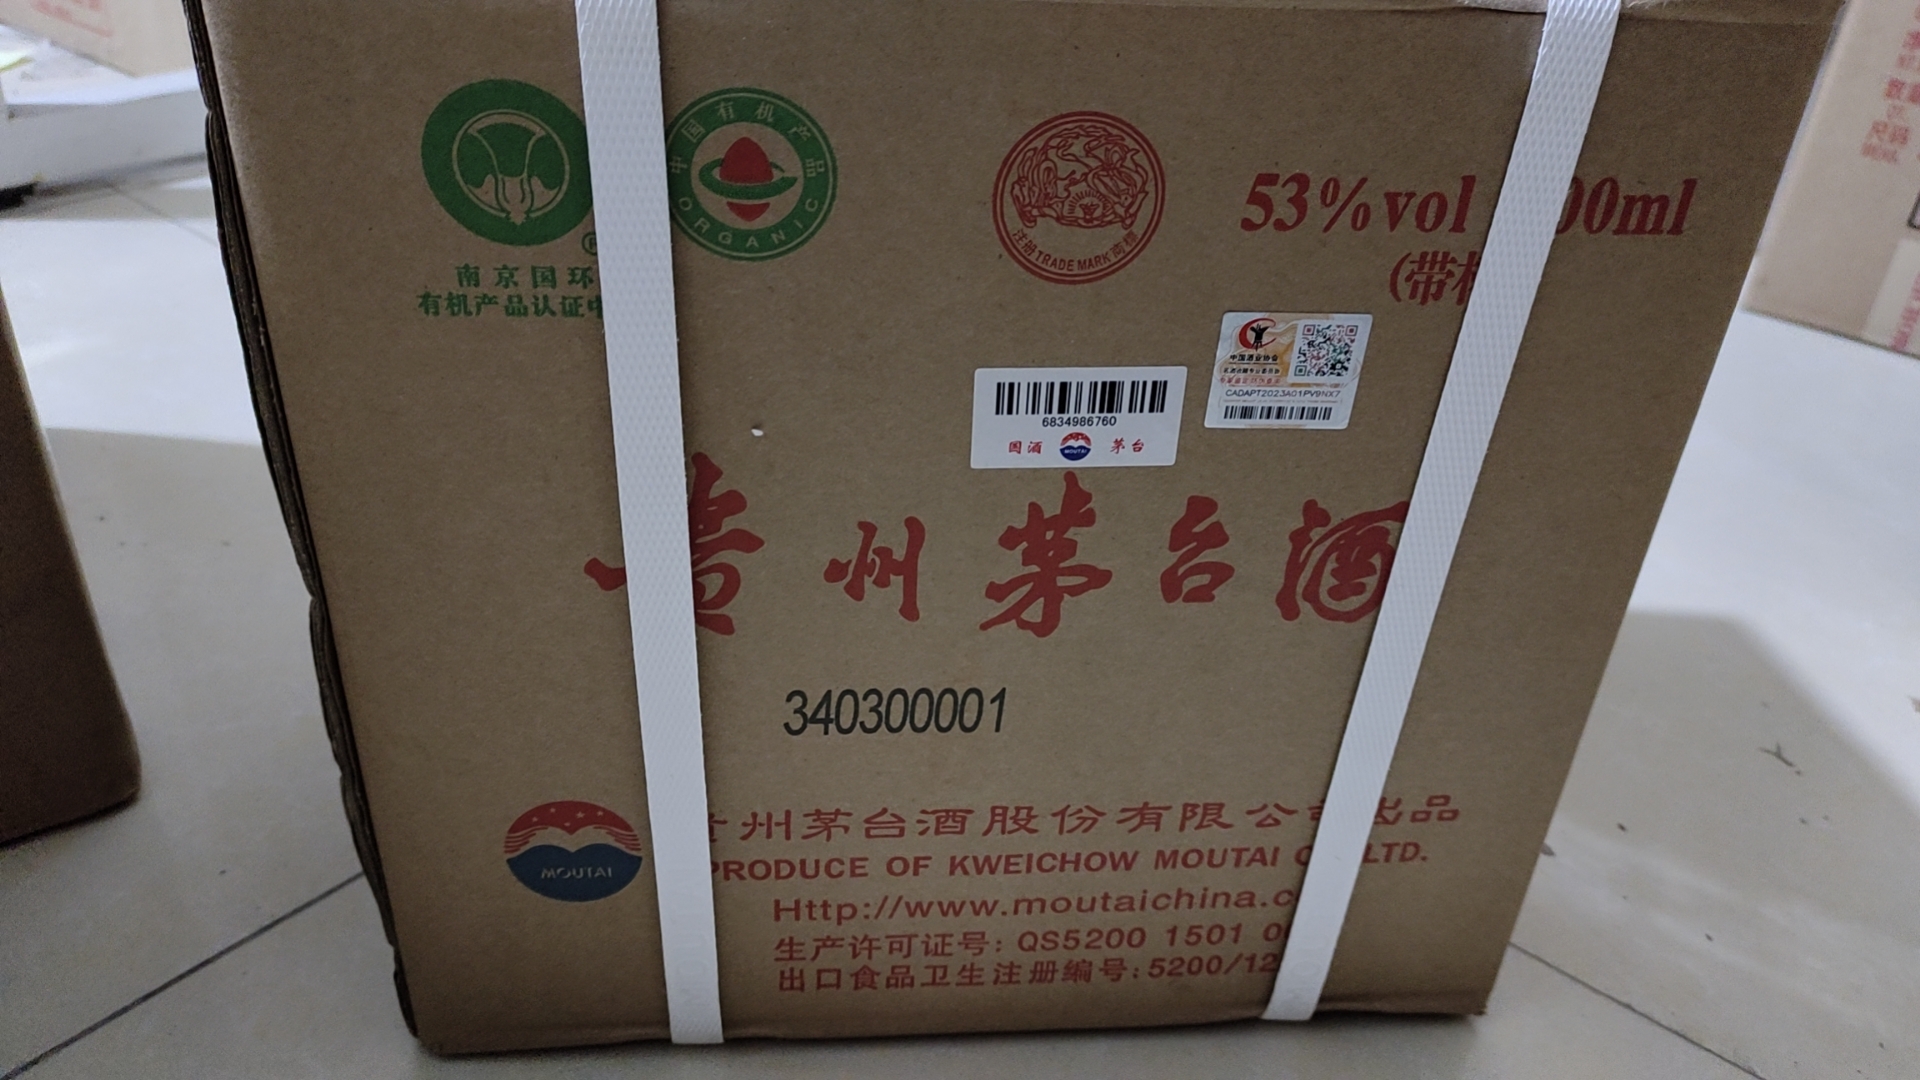 中国有机产品
ORGANIC
南京国环
有机产品认证中
注册 TRADE MARK 商標
53%vol 00ml
(带
中国酒业协会
CADAPT2023A01PV9NX7
6834986760
国酒 MOUTAI 茅台
贵州茅台酒
340300001
MOUTAI
州茅台酒股份有限公司出品
PRODUCE OF KWEICHOW MOUTAI LTD.
Http://www.moutaichina.c
生产许可证号: QS5200 1501 0
出口食品卫生注册编号:5200/12